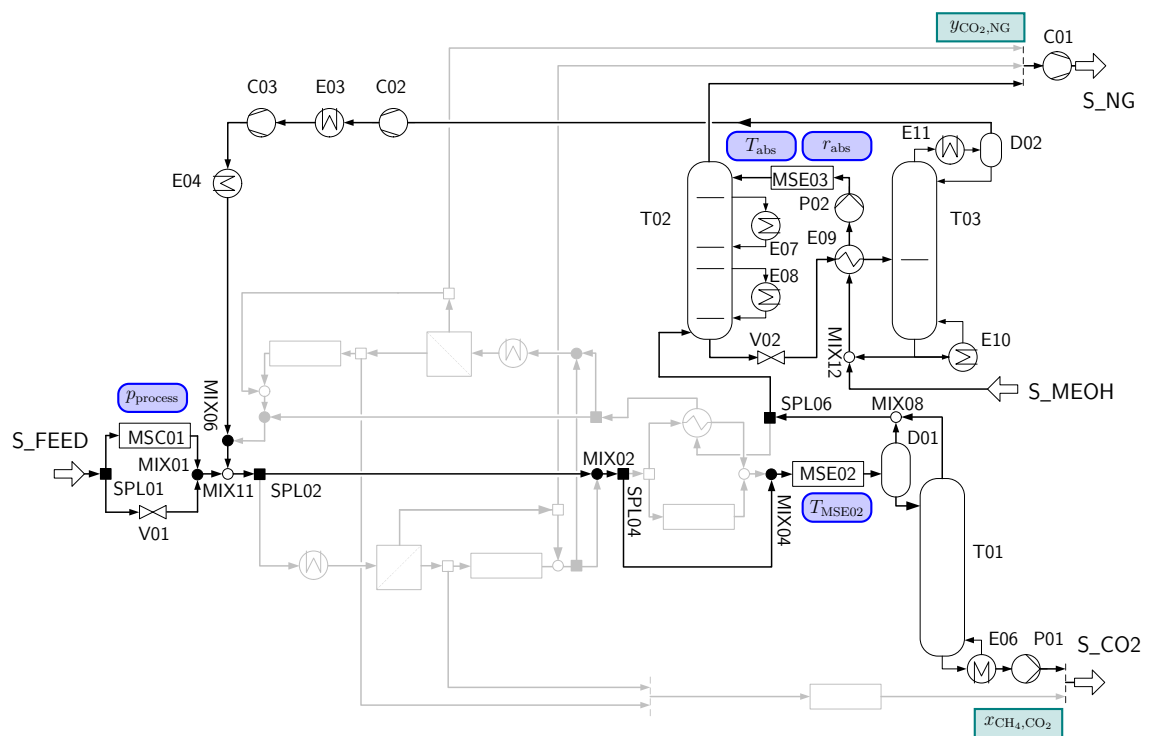 y_CO₂,NG
C01
S_NG
C03
E03
C02
E11
D02
T_abs
r_abs
E04
MSE03
P02
T02
E07
E09
T03
E08
V02
MIX12
E10
S_MEOH
p_process
MIX06
SPL06
MIX08
S_FEED
MSC01
MIX01
SPL01
MIX11
V01
SPL02
MIX02
SPL04
MIX04
MSE02
D01
T_MSE02
T01
E06
P01
S_CO2
x_CH₄,CO₂